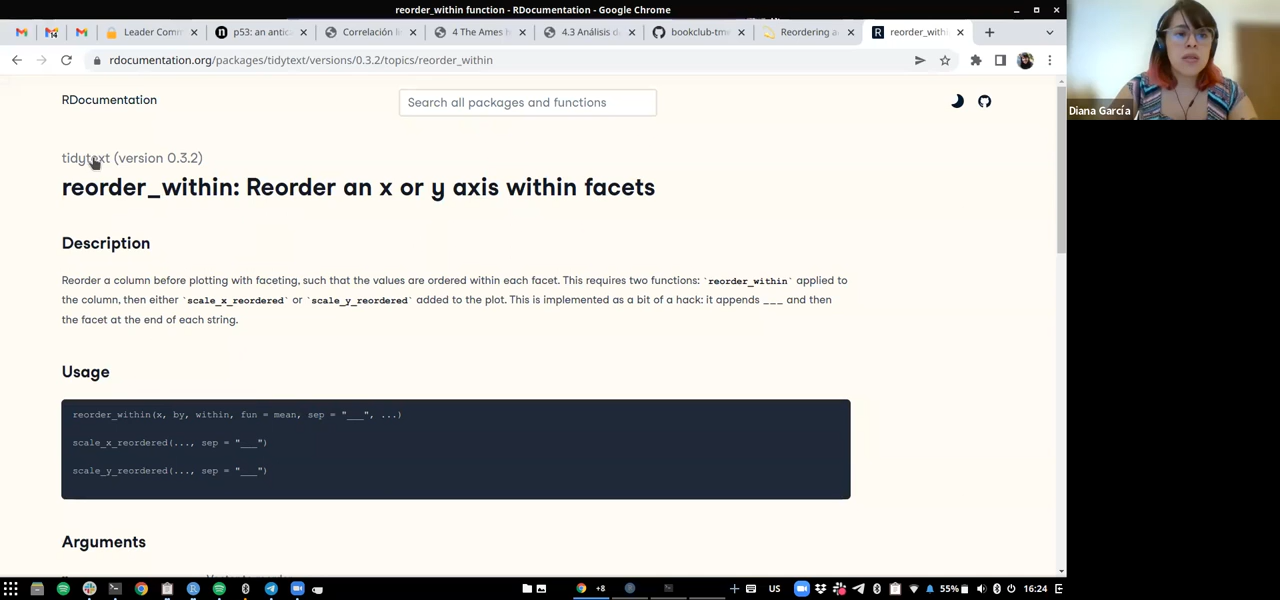 reorder_within function - RDocumentation - Google Chrome
Leader Comm
p53: an antic
Correlación l
4 The Ames h
4.3 Análisis d
bookclub-tm
Reordering a
reorder_with
rdocumentation.org/packages/tidytext/versions/0.3.2/topics/reorder_within
Diana García
RDocumentation
Search all packages and functions
tidytext (version 0.3.2)
reorder_within: Reorder an x or y axis within facets
Description
Reorder a column before plotting with faceting, such that the values are ordered within each facet. This requires two functions: `reorder_within` applied to
the column, then either `scale_x_reordered` or `scale_y_reordered` added to the plot. This is implemented as a bit of a hack: it appends ___ and then
the facet at the end of each string.
Usage
reorder_within(x, by, within, fun = mean, sep = "___", ...)
scale_x_reordered(..., sep = "___")
scale_y_reordered(..., sep = "___")
Arguments
+8
US
55%
16:24